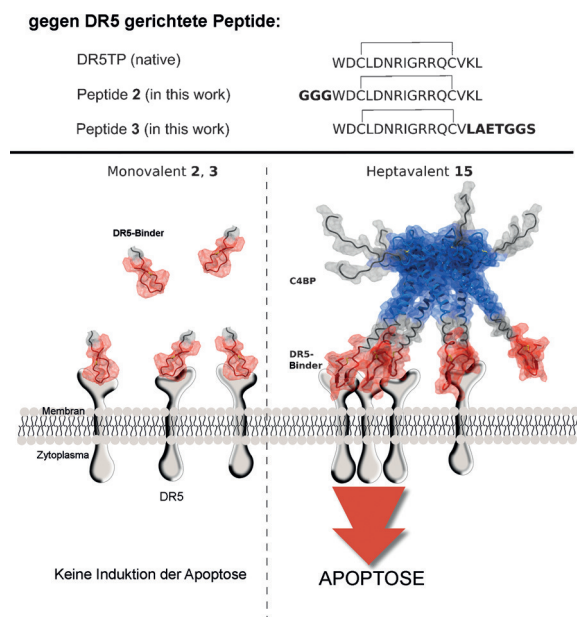 gegen DR5 gerichtete Peptide:
DR5TP (native) WDCLDNRIGRRQCVKL
Peptide 2 (in this work) GGGWDCLDNRIGRRQCVKL
Peptide 3 (in this work) WDCLDNRIGRRQCVLAETGGS
Monovalent 2, 3
Heptavalent 15
DR5-Binder
C4BP
DR5-
Binder
Membran
Zytoplasma
DR5
Keine Induktion der Apoptose
APOPTOSE